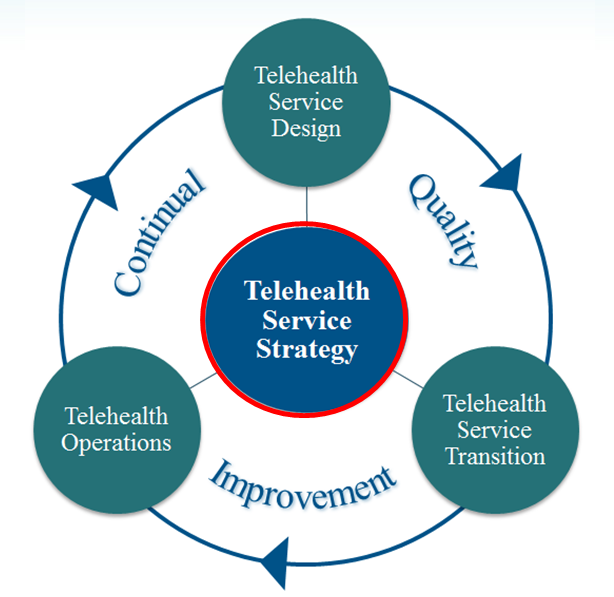 Telehealth
Service
Design
Continual
Quality
Telehealth
Service
Strategy
Telehealth
Operations
Telehealth
Service
Transition
Improvement